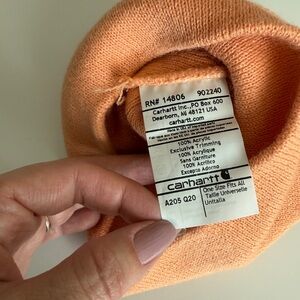 RN# 14806 902240
Carhartt Inc., PO Box 600
Dearborn, MI 48121 USA
carhartt.com
100% Acrylic
Exclusive Trimming
100% Acrylique
Sans Garniture
100% Acrilico
Excepto Adorno
carhartt
A205 Q20
One Size Fits All
Taille Universelle
Unitalla